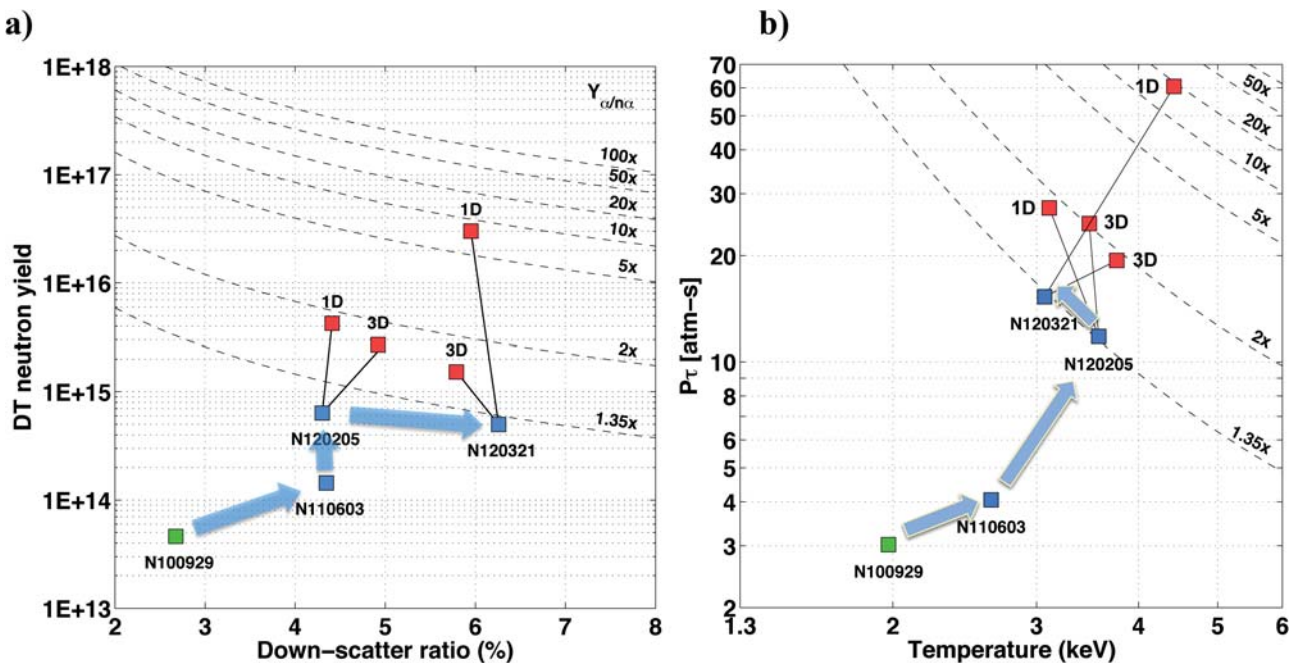 a)
DT neutron yield
1E+18
1E+17
1E+16
1E+15
1E+14
1E+13
Yα/nα
100x
50x
20x
10x
5x
2x
1.35x
1D
1D
3D
3D
N120205
N120321
N110603
N100929
2 3 4 5 6 7 8
Down-scatter ratio (%)
b)
Pτ [atm-s]
70
60
50
40
30
20
10
8
7
6
5
4
3
2
50x
20x
10x
5x
2x
1.35x
1D
1D
3D
3D
N120321
N120205
N110603
N100929
1.3 2 3 4 5 6
Temperature (keV)